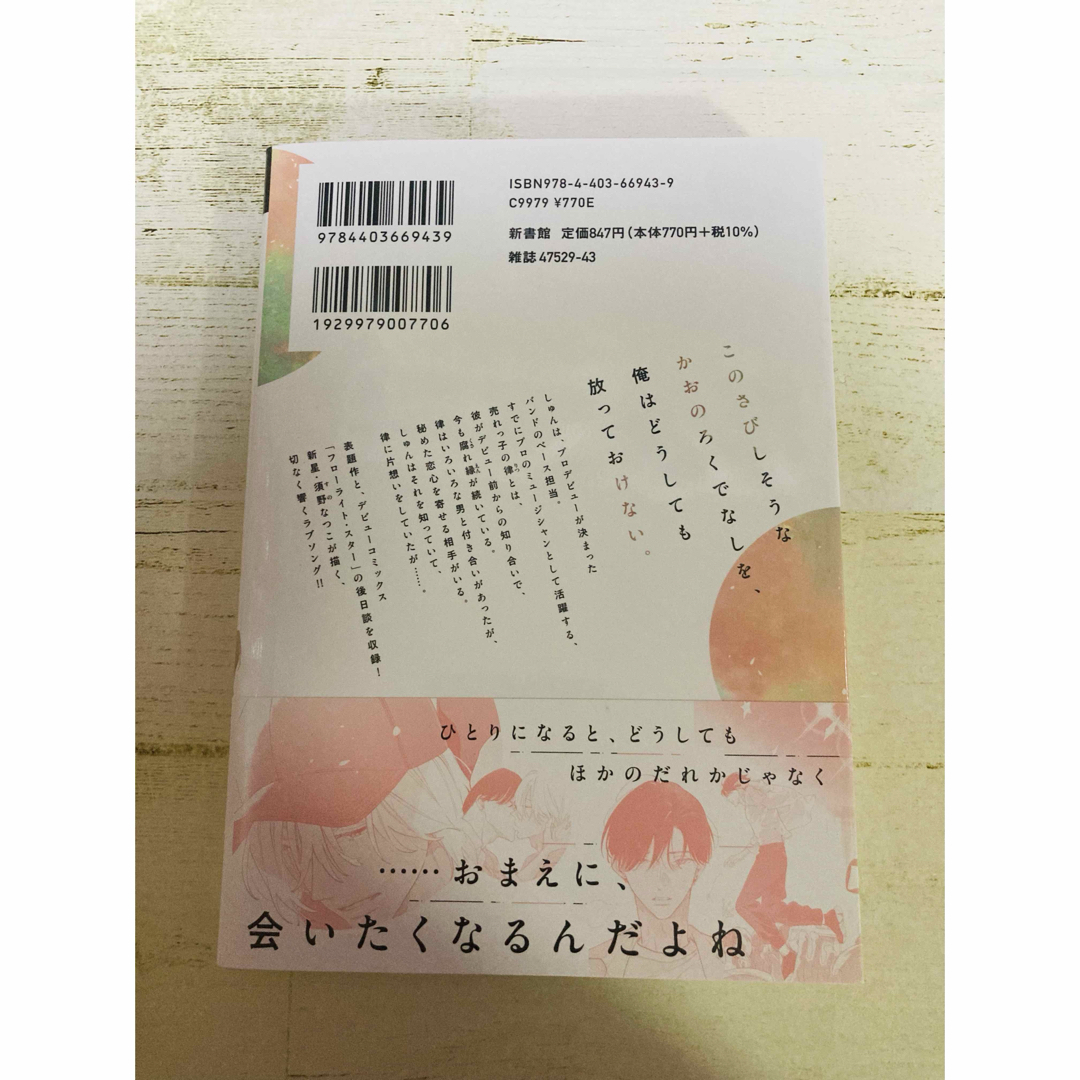 9784403669439
1929979007706
ISBN978-4-403-66943-9
C9979 ¥770E
新書館 定価847円(本体770円+税10%)
雑誌 47529-43
このさびしそうな
かおのろくでなしを、
俺はどうしても
放っておけない。
しゅんは、プロデビューが決まった
バンドのベース担当。
すでにプロのミュージシャンとして活躍する、
売れっ子の律とは、
彼がデビュー前からの知り合いで、
今も腐れ縁が続いている。
律はいろいろな男と付き合いがあったが、
秘めた恋心を寄せる相手がいる。
しゅんはそれを知っていて、
律に片想いをしていたが……。
表題作と、デビューコミックス
「フローライト・スター」の後日談を収録!
新星・須野なつこが描く、
切なく響くラブソング!!
ひとりになると、どうしても
ほかのだれかじゃなく
……おまえに、
会いたくなるんだよね